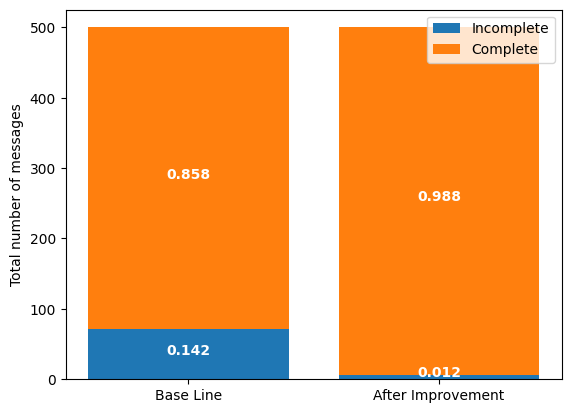 Incomplete
Complete
Total number of messages
500
400
300
200
100
0
0.858
0.988
0.142
0.012
Base Line
After Improvement